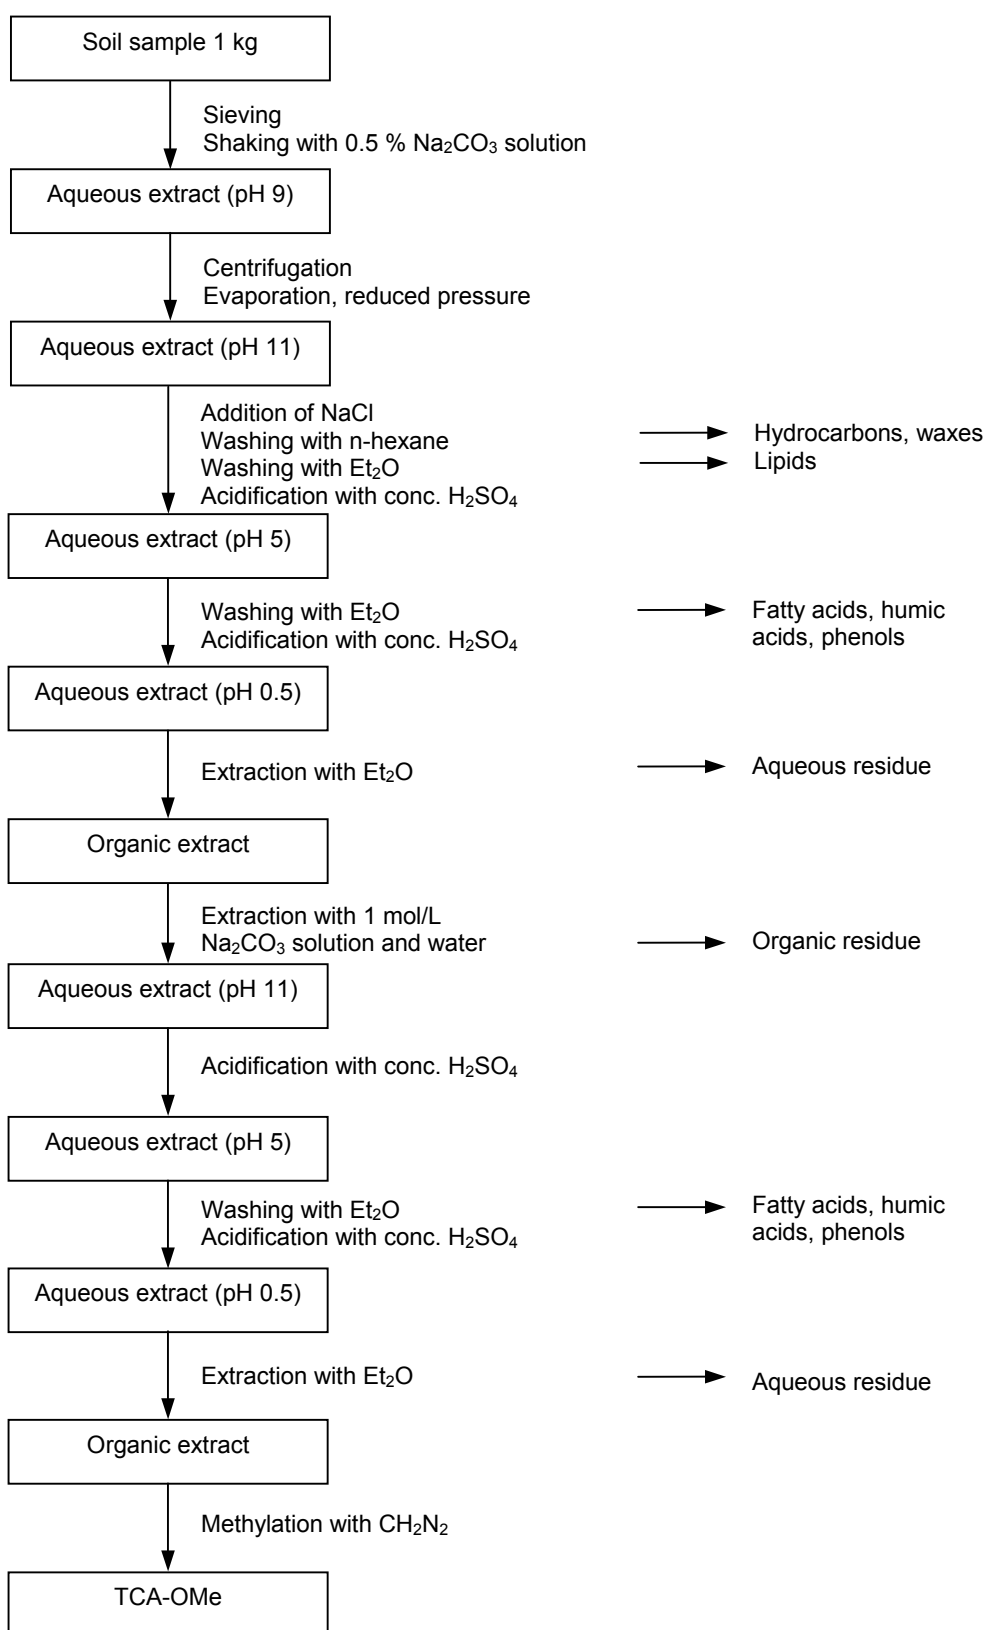 Soil sample 1 kg
Sieving
Shaking with 0.5 % Na₂CO₃ solution
Aqueous extract (pH 9)
Centrifugation
Evaporation, reduced pressure
Aqueous extract (pH 11)
Addition of NaCl
Washing with n-hexane
Hydrocarbons, waxes
Washing with Et₂O
Lipids
Acidification with conc. H₂SO₄
Aqueous extract (pH 5)
Washing with Et₂O
Acidification with conc. H₂SO₄
Fatty acids, humic
acids, phenols
Aqueous extract (pH 0.5)
Extraction with Et₂O
Aqueous residue
Organic extract
Extraction with 1 mol/L
Na₂CO₃ solution and water
Organic residue
Aqueous extract (pH 11)
Acidification with conc. H₂SO₄
Aqueous extract (pH 5)
Washing with Et₂O
Acidification with conc. H₂SO₄
Fatty acids, humic
acids, phenols
Aqueous extract (pH 0.5)
Extraction with Et₂O
Aqueous residue
Organic extract
Methylation with CH₂N₂
TCA-OMe